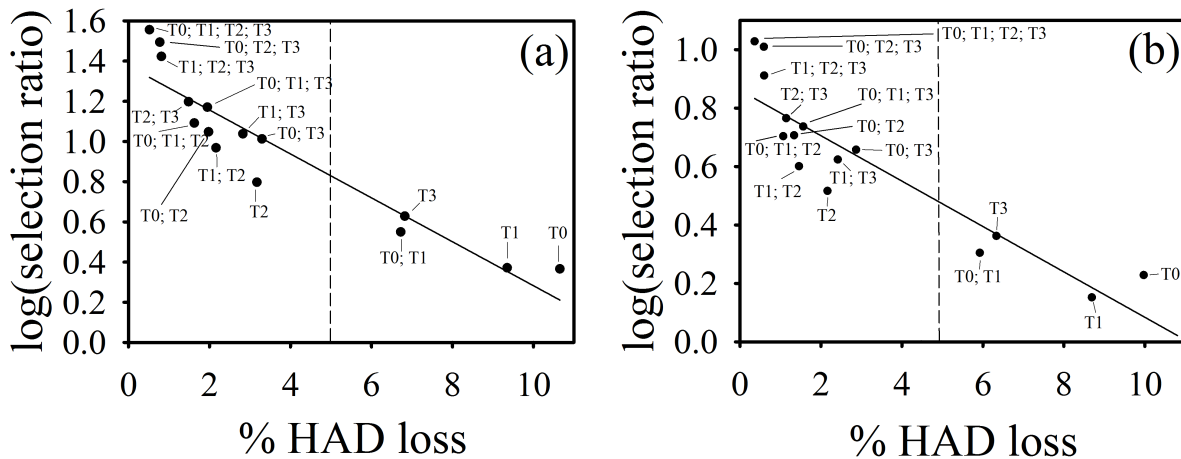 (a)
log(selection ratio)
1.6
1.4
1.2
1.0
0.8
0.6
0.4
0.2
0.0
T0; T1; T2; T3
T0; T2; T3
T1; T2; T3
T0; T1; T3
T2; T3
T1; T3
T0; T1; T2
T0; T3
T1; T2
T0; T2
T2
T3
T0; T1
T1
T0
0
2
4
6
8
10
% HAD loss
(b)
log(selection ratio)
1.0
0.8
0.6
0.4
0.2
0.0
T0; T1; T2; T3
T0; T2; T3
T1; T2; T3
T2; T3
T0; T1; T3
T0; T2
T0; T1; T2
T0; T3
T1; T3
T1; T2
T2
T3
T0; T1
T0
T1
0
2
4
6
8
10
% HAD loss